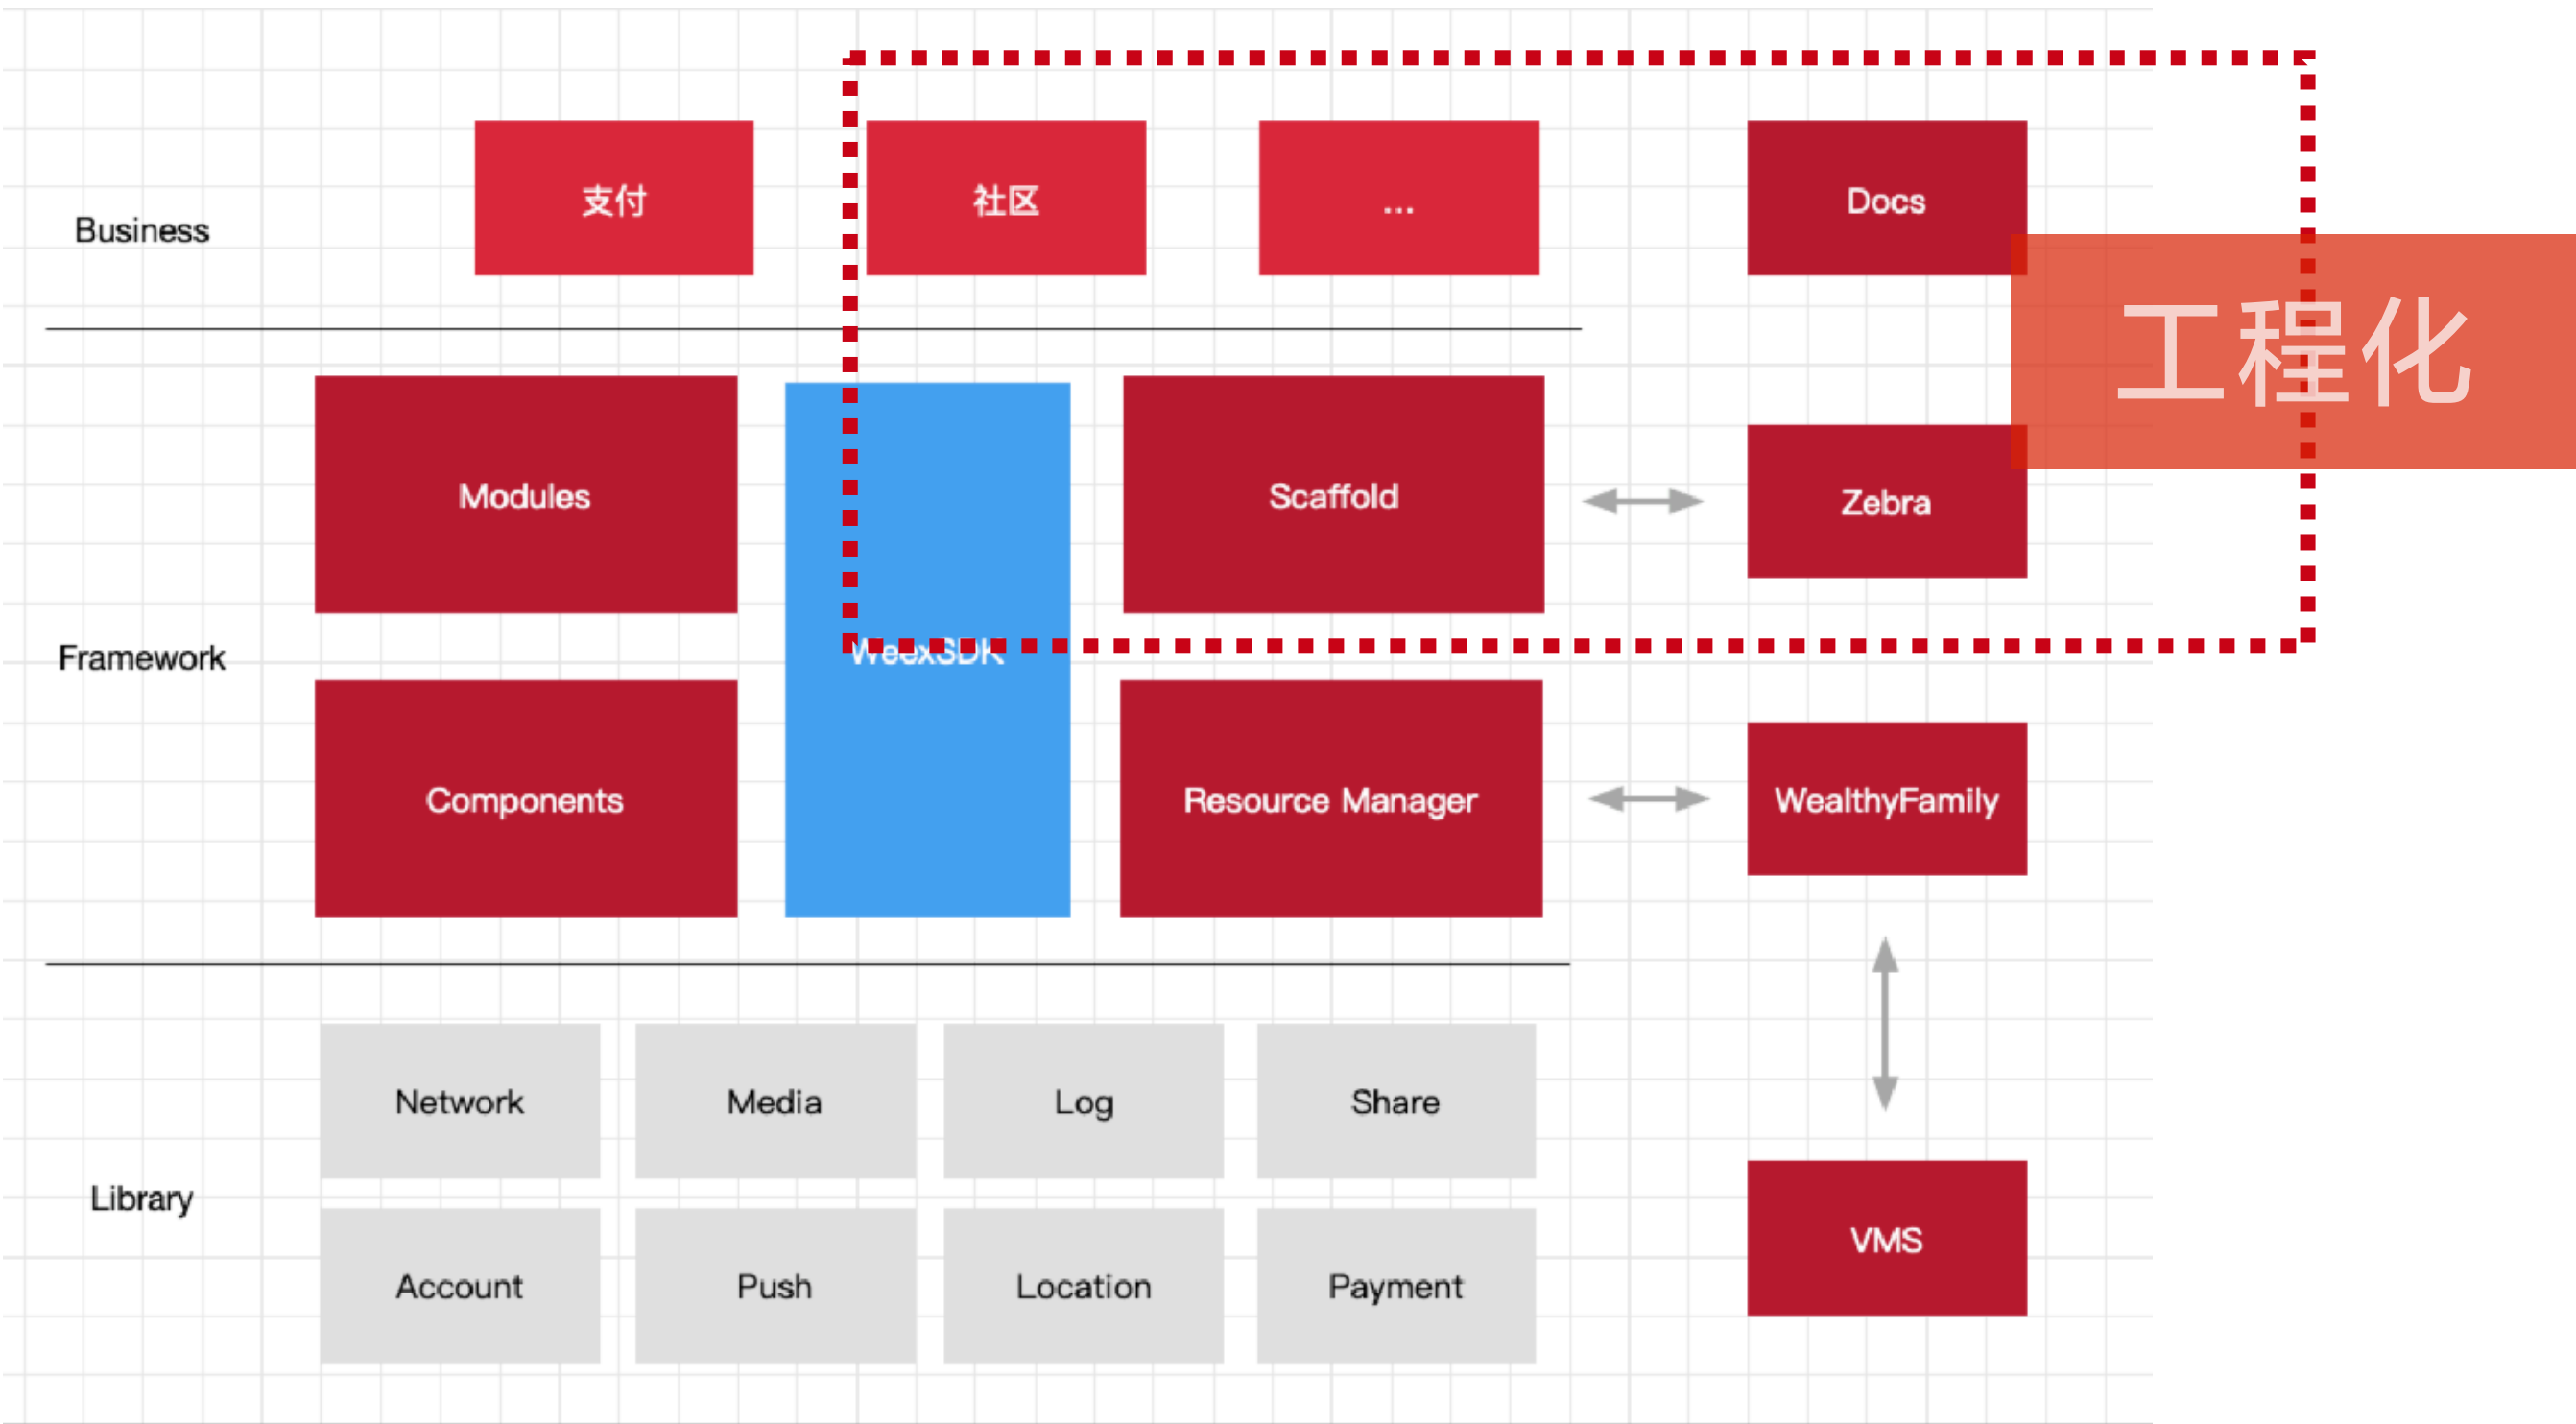 Business
支付
社区
...
Docs
工程化
Framework
Modules
WeexSDK
Scaffold
Zebra
Components
Resource Manager
WealthyFamily
Library
Network
Media
Log
Share
Account
Push
Location
Payment
VMS